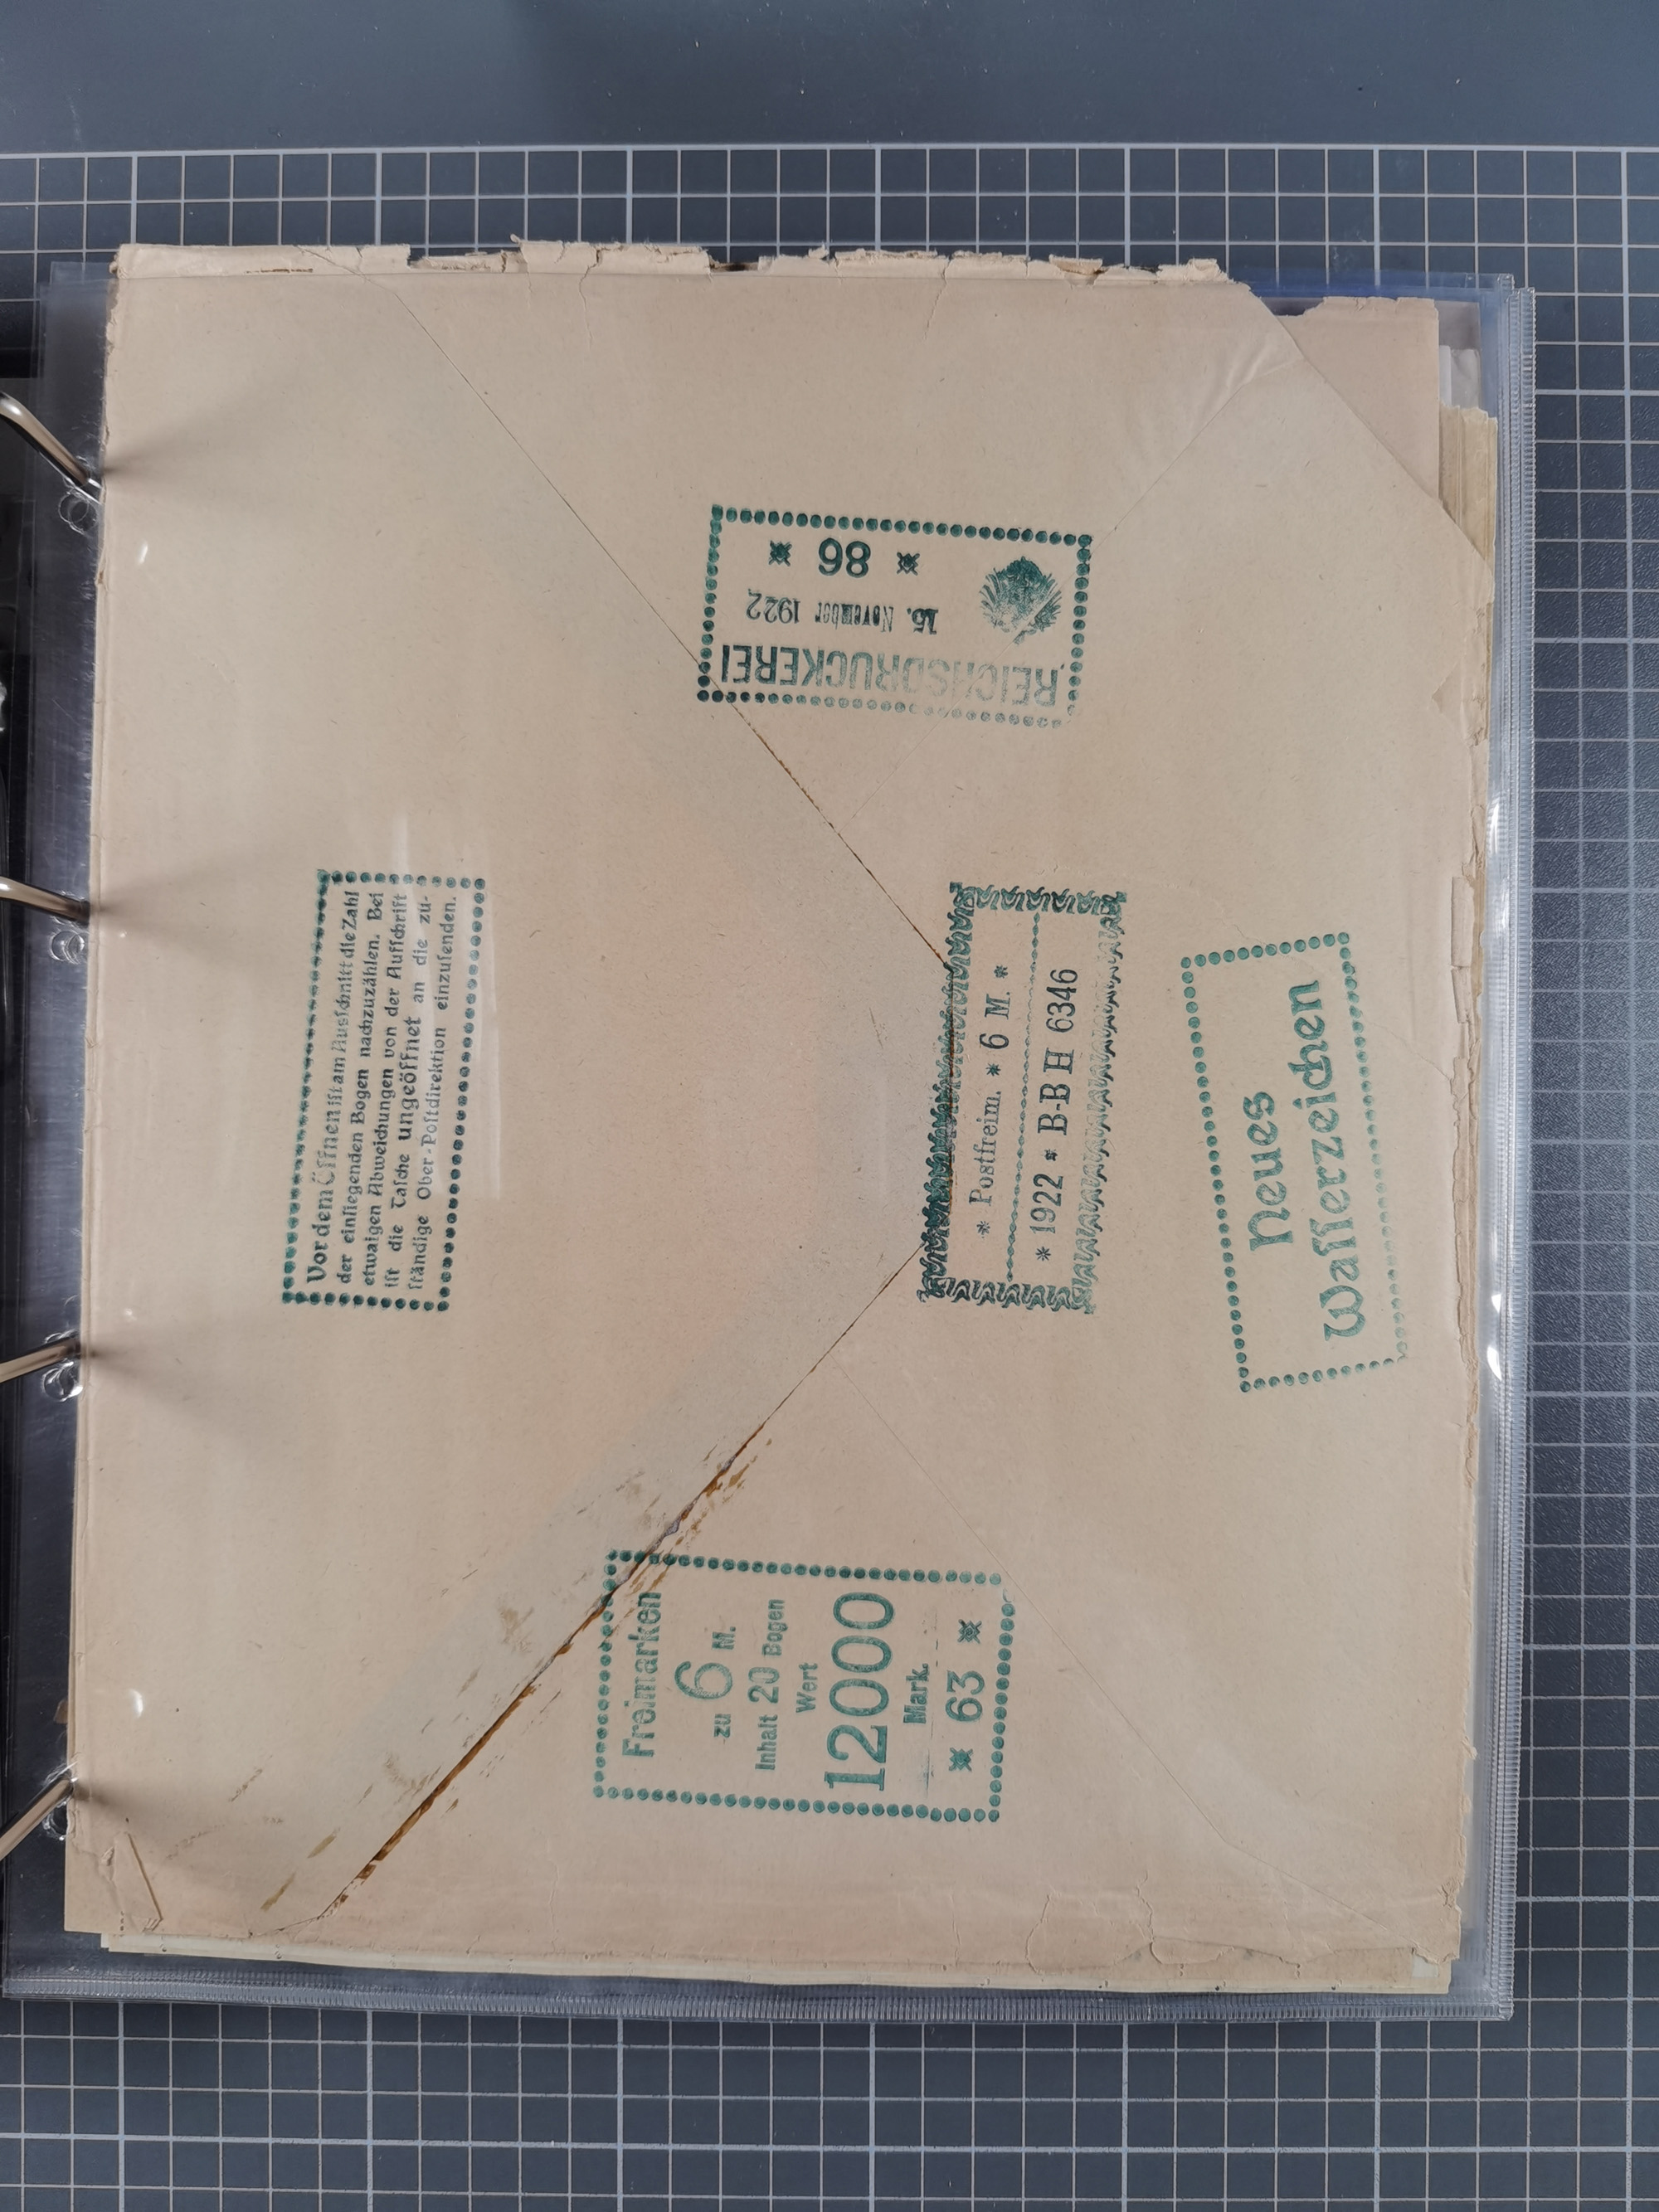 Vor dem Öffnen ist am Ausschnitt die Zahl
der einliegenden Bogen nachzuzählen. Bei
etwaigen Abweichungen von der Aufschrift
ist die Tasche ungeöffnet an die zu-
ständige Ober-Postdirektion einzusenden.
Freimarken
zu 6 M.
Inhalt 20 Bogen
Wert
12000
Mark.
* 63 *
REICHSDRUCKEREI
15. November 1922
* 86 *
* Postfreim. * 6 M. *
* 1922 * B-B H 6346
Neues
Wasserzeichen